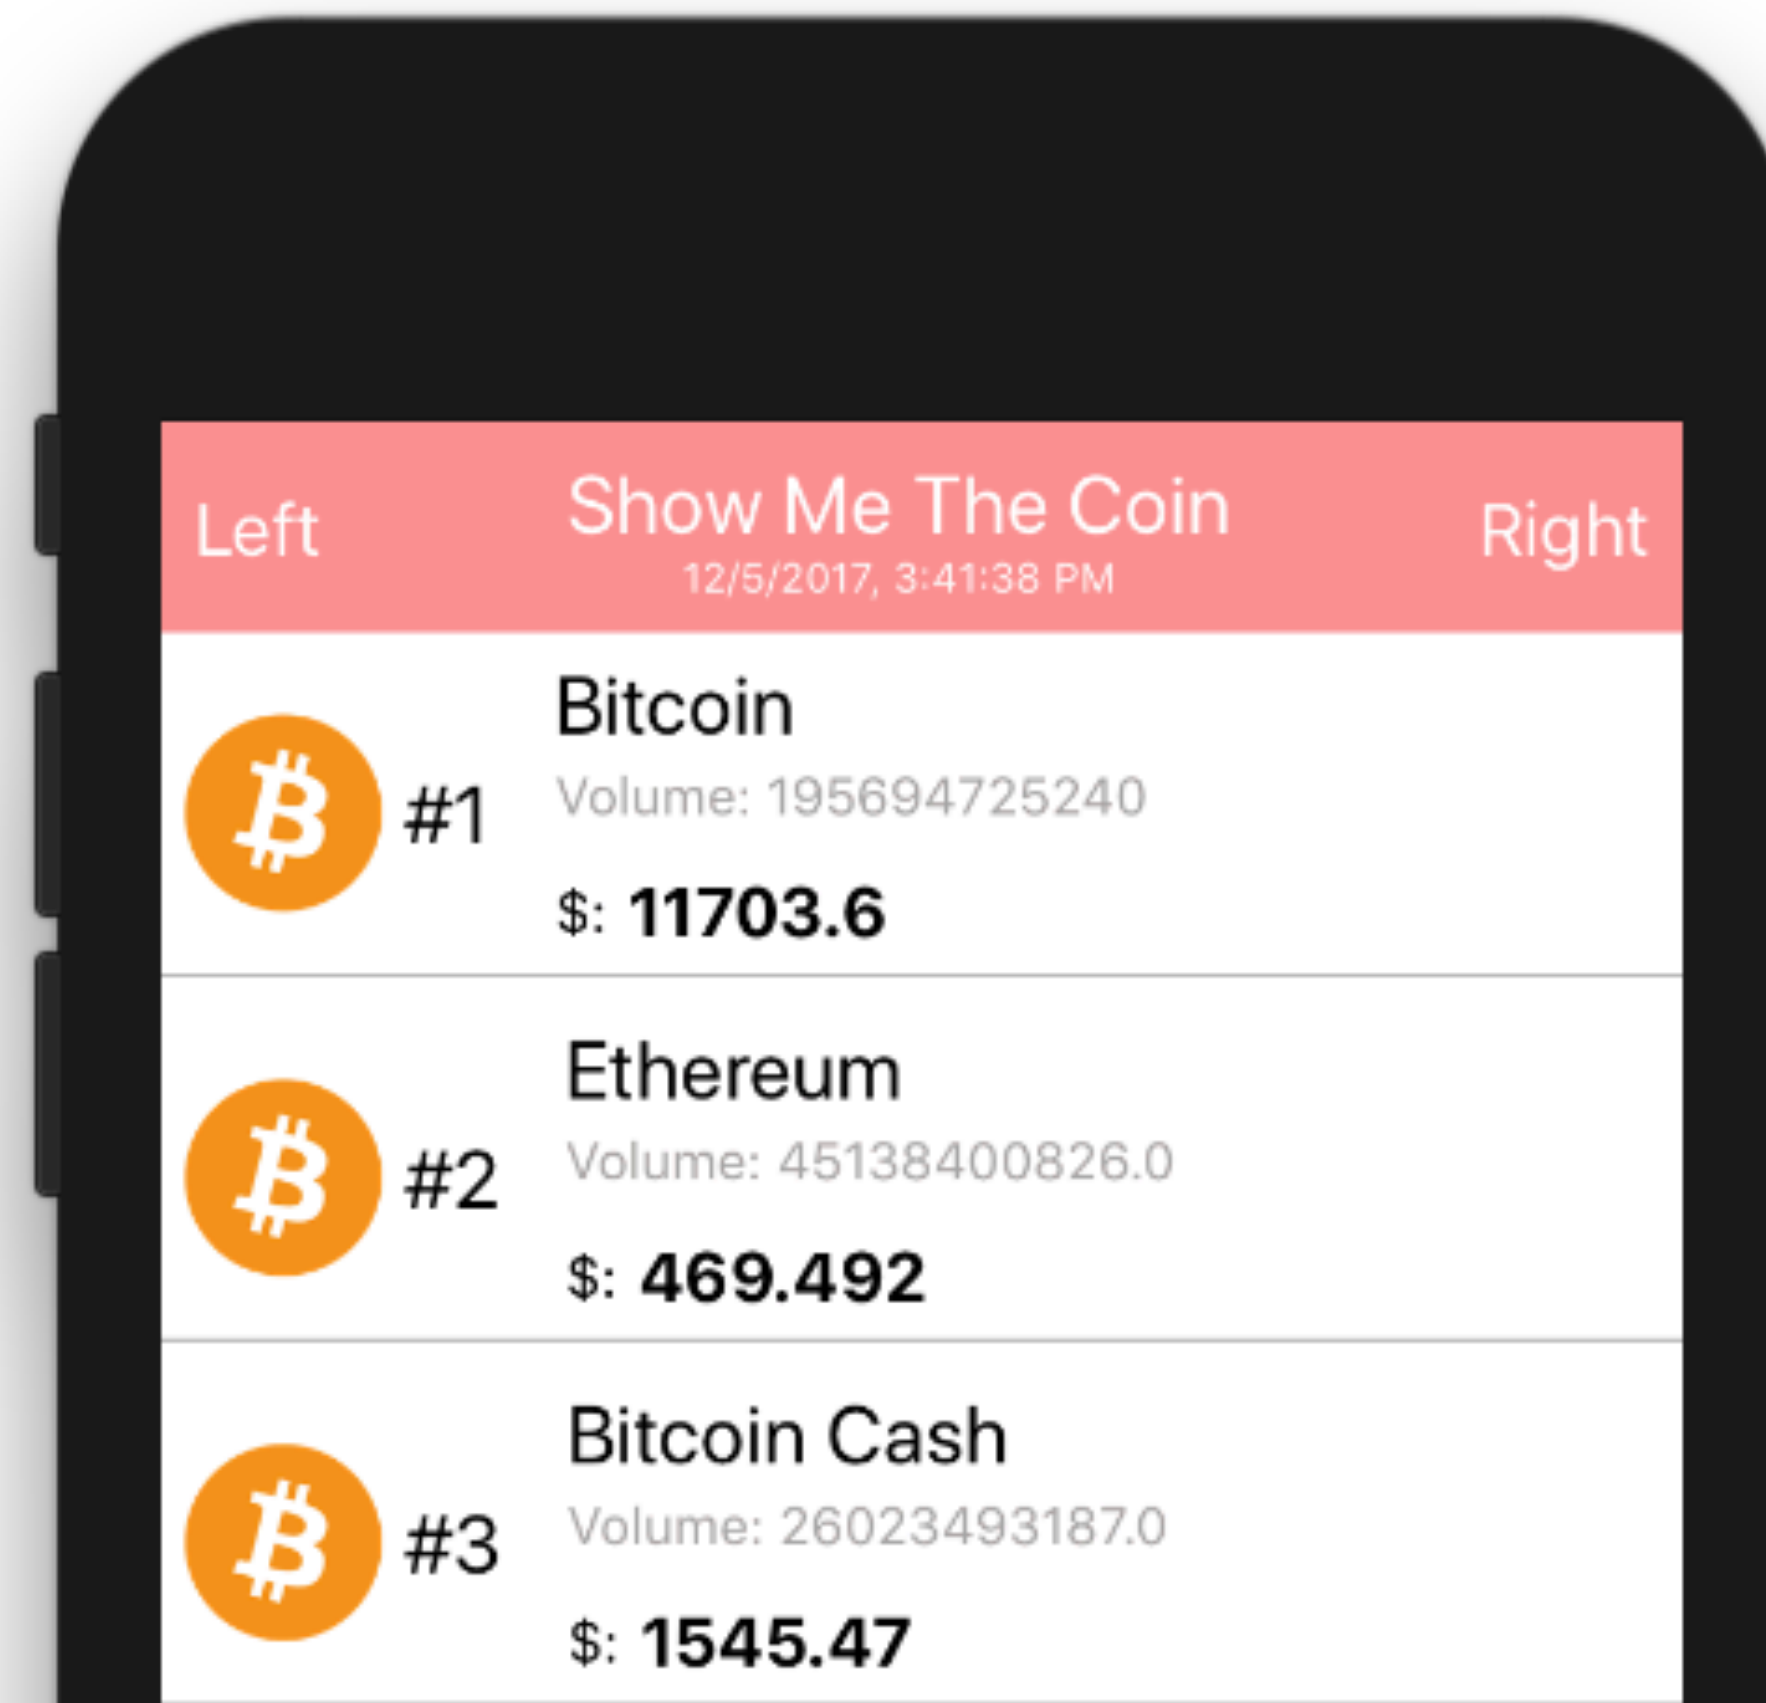 Left
Show Me The Coin
Right
12/5/2017, 3:41:38 PM
Bitcoin
#1
Volume: 195694725240
$: 11703.6
Ethereum
#2
Volume: 45138400826.0
$: 469.492
Bitcoin Cash
#3
Volume: 26023493187.0
$: 1545.47